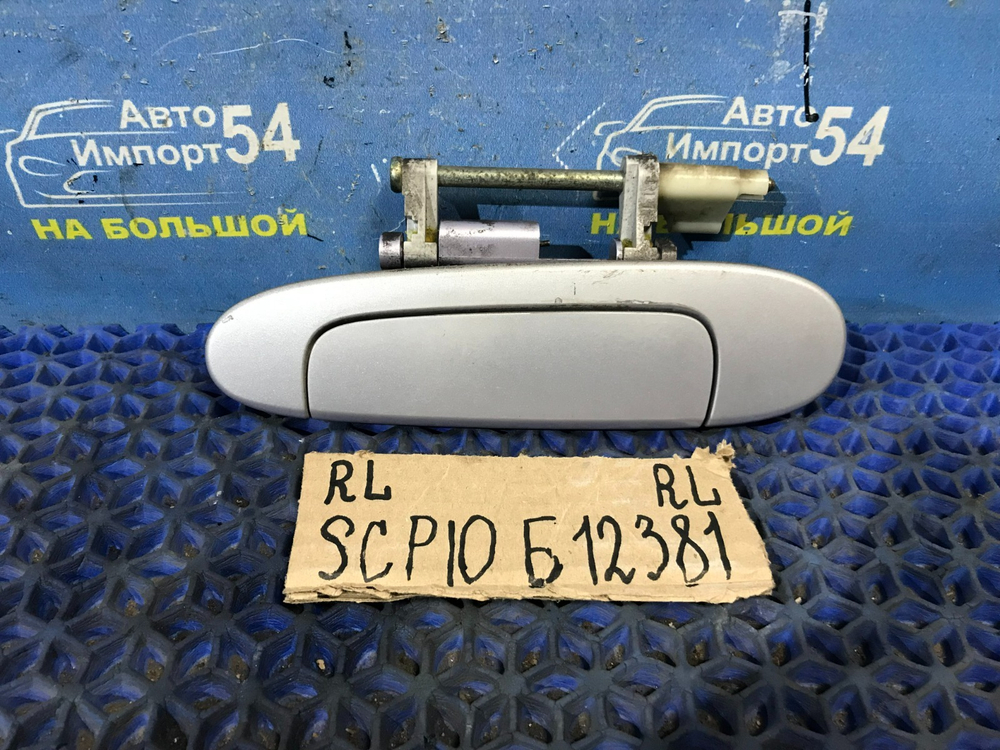 Авто
Импорт54
НА БОЛЬШОЙ
Авто
Импорт54
НА БОЛЬШОЙ
RL RL
SCP10 Б12381